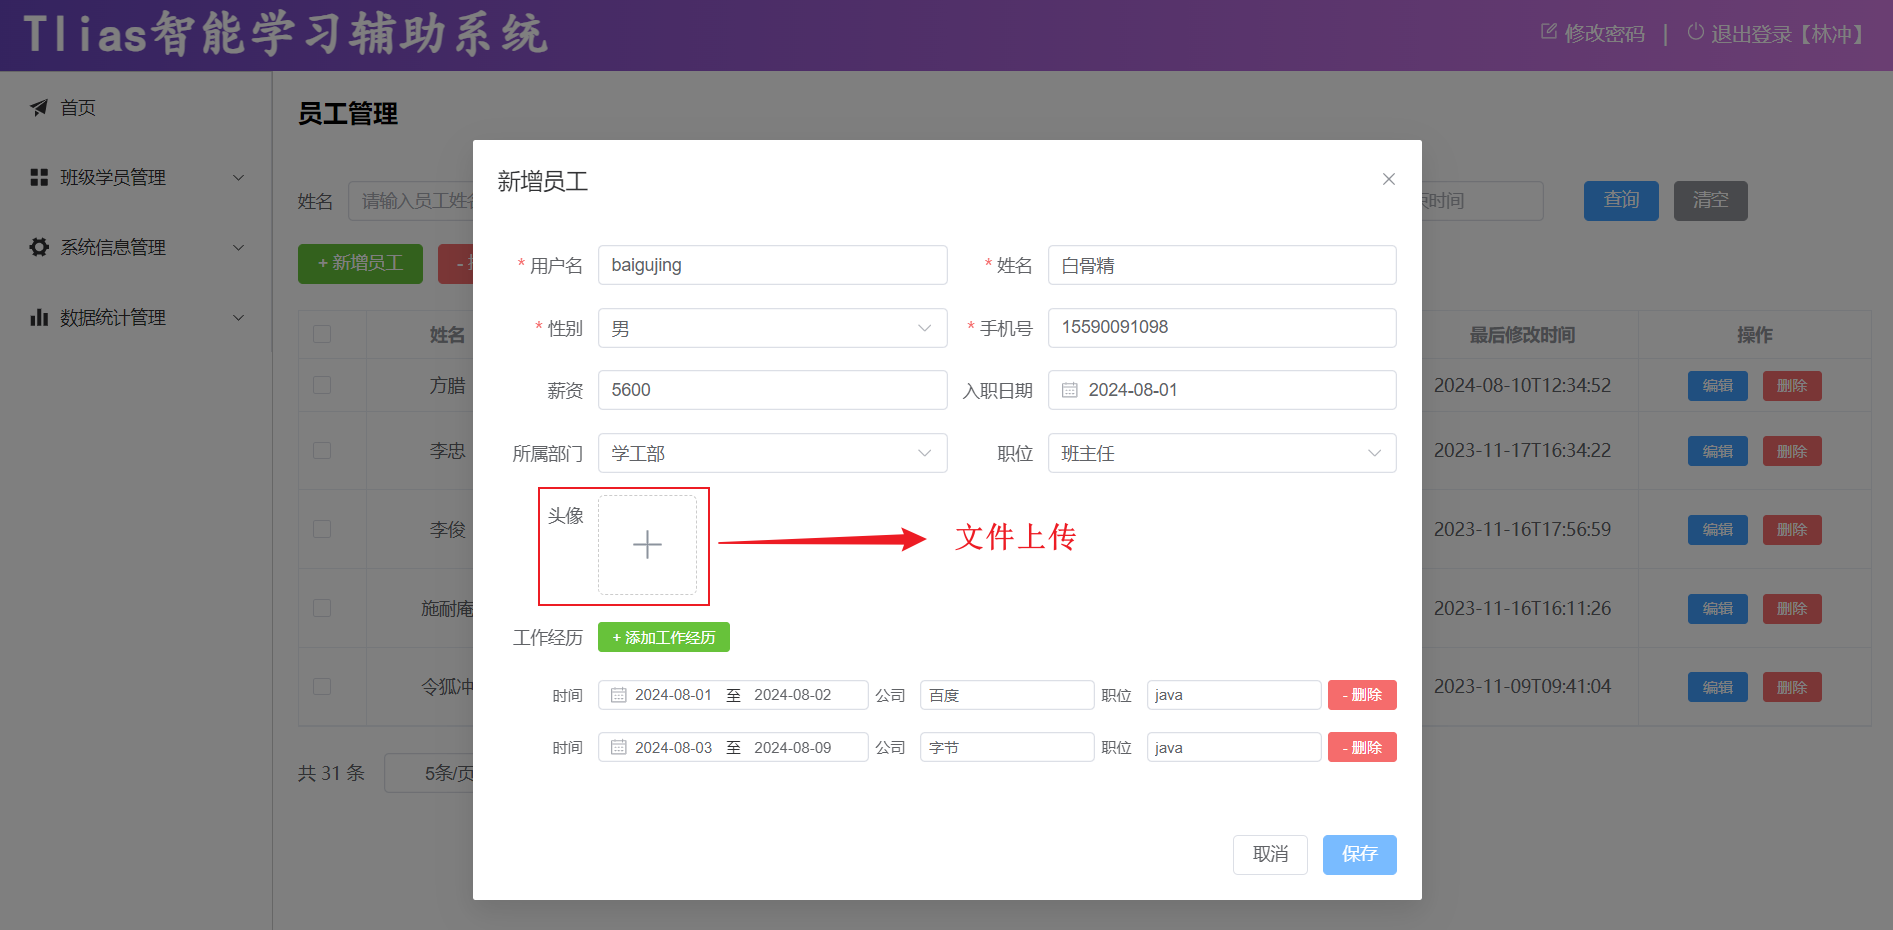 Tlias智能学习辅助系统
修改密码 | 退出登录【林冲】
首页
班级学员管理
系统信息管理
数据统计管理
员工管理
姓名 请输入员工姓名
时间 查询 清空
+ 新增员工 -
姓名 最后修改时间 操作
方腊 2024-08-10T12:34:52 编辑 删除
李忠 2023-11-17T16:34:22 编辑 删除
李俊 2023-11-16T17:56:59 编辑 删除
施耐庵 2023-11-16T16:11:26 编辑 删除
令狐冲 2023-11-09T09:41:04 编辑 删除
共 31 条 5条/页
新增员工
* 用户名 baigujing * 姓名 白骨精
* 性别 男 * 手机号 15590091098
薪资 5600 入职日期 2024-08-01
所属部门 学工部 职位 班主任
头像 文件上传
工作经历 + 添加工作经历
时间 2024-08-01 至 2024-08-02 公司 百度 职位 java - 删除
时间 2024-08-03 至 2024-08-09 公司 字节 职位 java - 删除
取消 保存